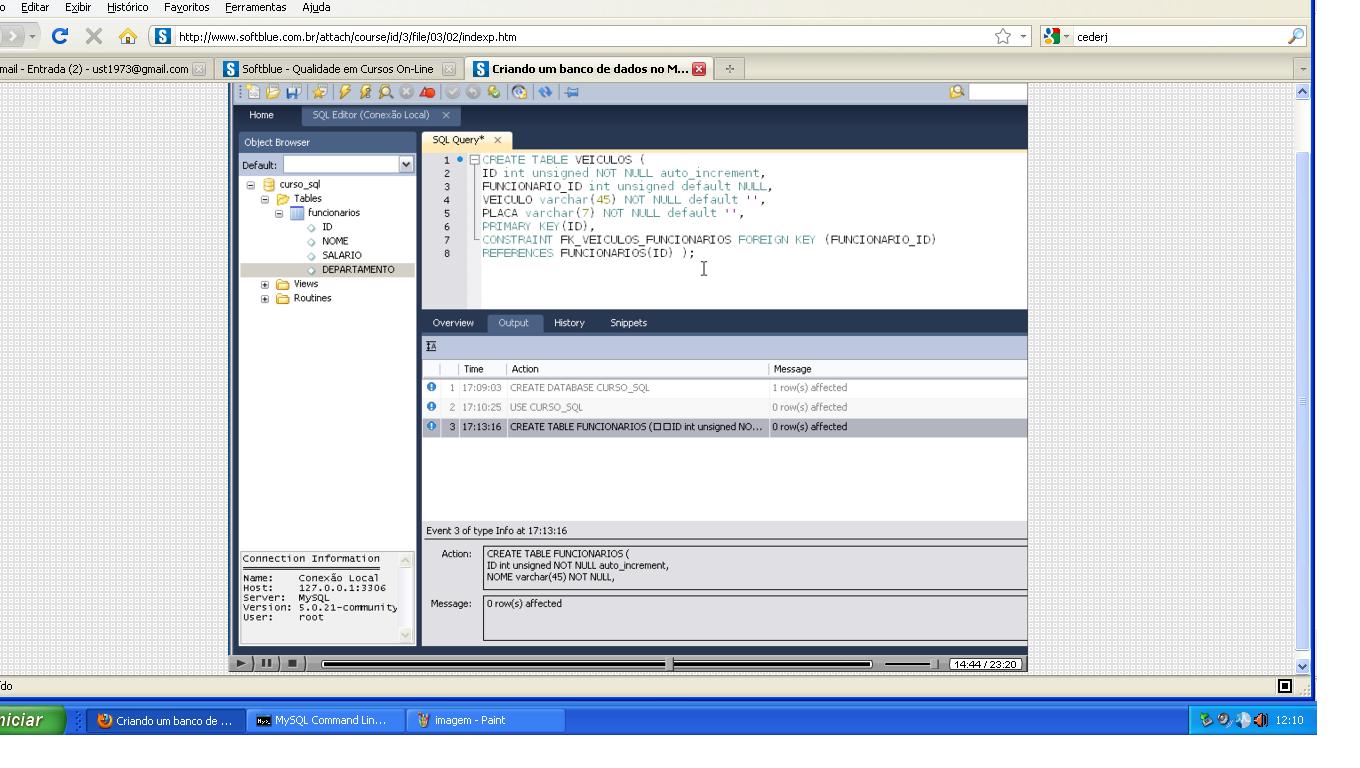 Editar Exibir Histórico Favoritos Ferramentas Ajuda
http://www.softblue.com.br/attach/course/id/3/file/03/02/indexp.htm
cederj
mail - Entrada (2) - ust1973@gmail.com
Softblue - Qualidade em Cursos On-Line
Criando um banco de dados no M...
Home
SQL Editor (Conexão Local)
Object Browser
Default:
curso_sql
Tables
funcionarios
ID
NOME
SALARIO
DEPARTAMENTO
Views
Routines
SQL Query*
1 CREATE TABLE VEICULOS (
2 ID int unsigned NOT NULL auto_increment,
3 FUNCIONARIO_ID int unsigned default NULL,
4 VEICULO varchar(45) NOT NULL default '',
5 PLACA varchar(7) NOT NULL default '',
6 PRIMARY KEY(ID),
7 CONSTRAINT FK_VEICULOS_FUNCIONARIOS FOREIGN KEY (FUNCIONARIO_ID)
8 REFERENCES FUNCIONARIOS(ID) );
Overview Output History Snippets
Time Action Message
1 17:09:03 CREATE DATABASE CURSO_SQL 1 row(s) affected
2 17:10:25 USE CURSO_SQL 0 row(s) affected
3 17:13:16 CREATE TABLE FUNCIONARIOS (□□ID int unsigned NO... 0 row(s) affected
Event 3 of type Info at 17:13:16
Action: CREATE TABLE FUNCIONARIOS (
ID int unsigned NOT NULL auto_increment,
NOME varchar(45) NOT NULL,
Message: 0 row(s) affected
Connection Information
Name: Conexão Local
Host: 127.0.0.1:3306
Server: MySQL
Version: 5.0.21-community
User: root
14:44 / 23:20
ído
niciar
Criando um banco de ...
MySQL Command Lin...
imagem - Paint
12:10